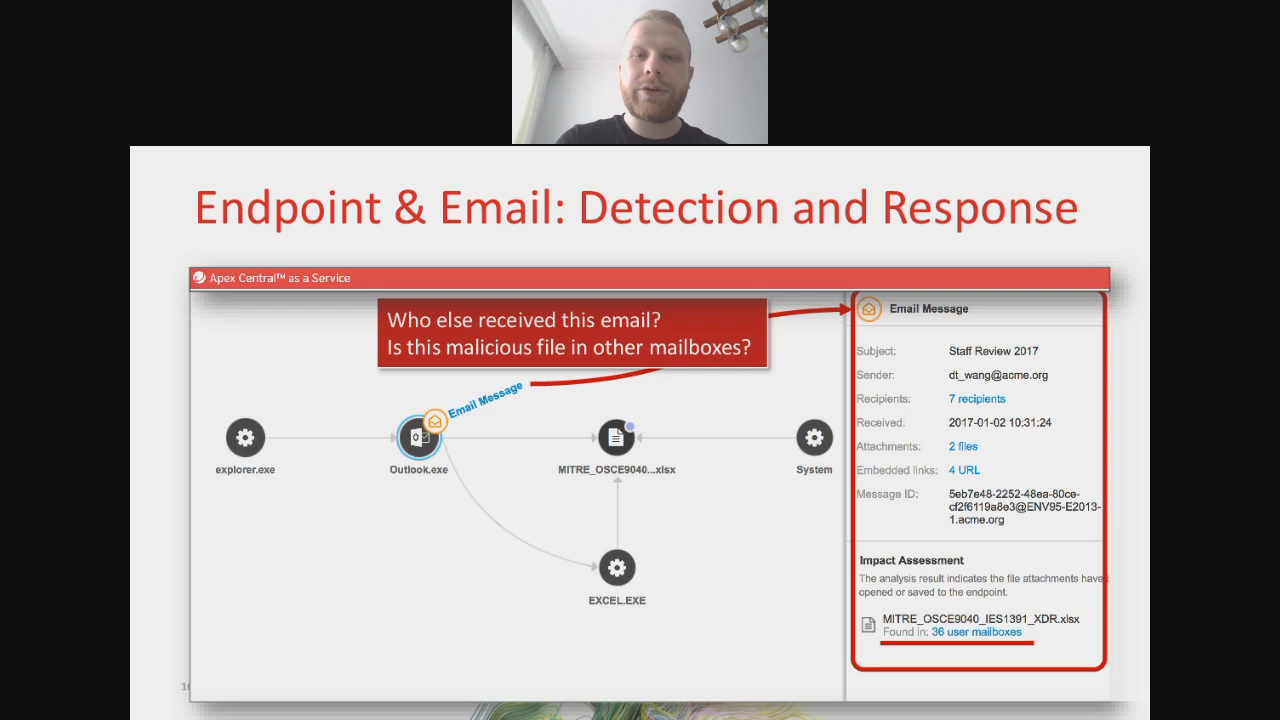 Endpoint & Email: Detection and Response
Apex Central™ as a Service
Who else received this email?
Is this malicious file in other mailboxes?
Email Message
explorer.exe
Outlook.exe
MITRE_OSCE9040...xlsx
System
EXCEL.EXE
Email Message
Subject: Staff Review 2017
Sender: dt_wang@acme.org
Recipients: 7 recipients
Received: 2017-01-02 10:31:24
Attachments: 2 files
Embedded links: 4 URL
Message ID: 5eb7e48-2252-48ea-80ce-
cf2f6119a8e3@ENV95-E2013-
1.acme.org
Impact Assessment
The analysis result indicates the file attachments have
opened or saved to the endpoint.
MITRE_OSCE9040_IES1391_XDR.xlsx
Found in: 36 user mailboxes